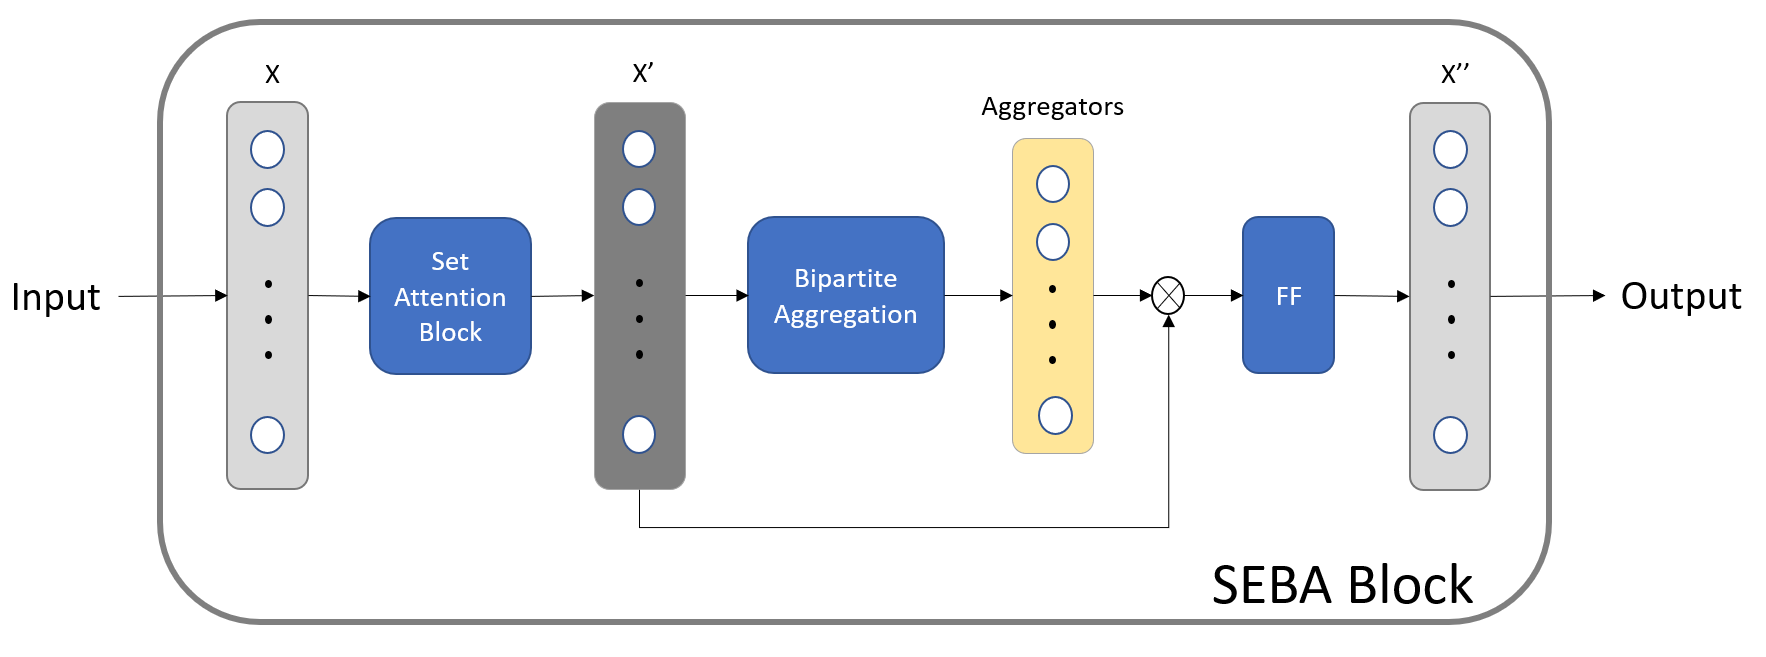 X
X’
X’’
Aggregators
Set
Attention
Block
Bipartite
Aggregation
FF
Input
Output
SEBA Block